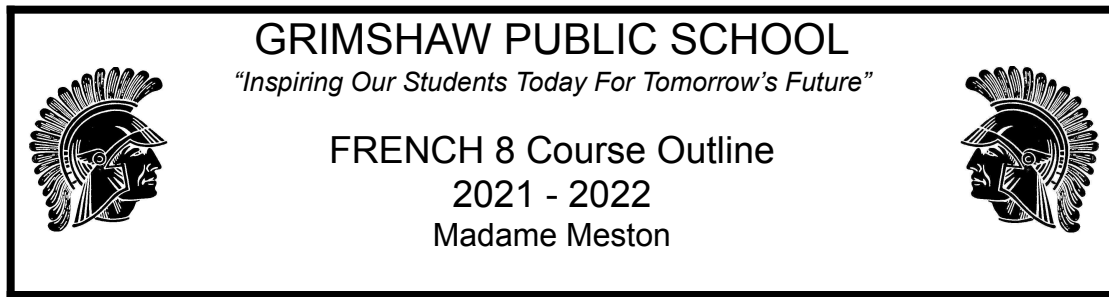 GRIMSHAW PUBLIC SCHOOL
“Inspiring Our Students Today For Tomorrow’s Future”
FRENCH 8 Course Outline
2021 - 2022
Madame Meston